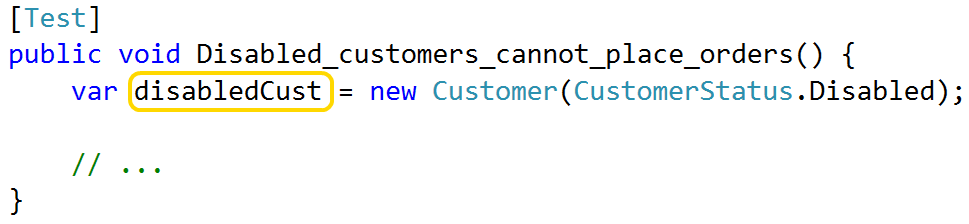 [Test]
public void Disabled_customers_cannot_place_orders() {
    var disabledCust = new Customer(CustomerStatus.Disabled);
    // ...
}